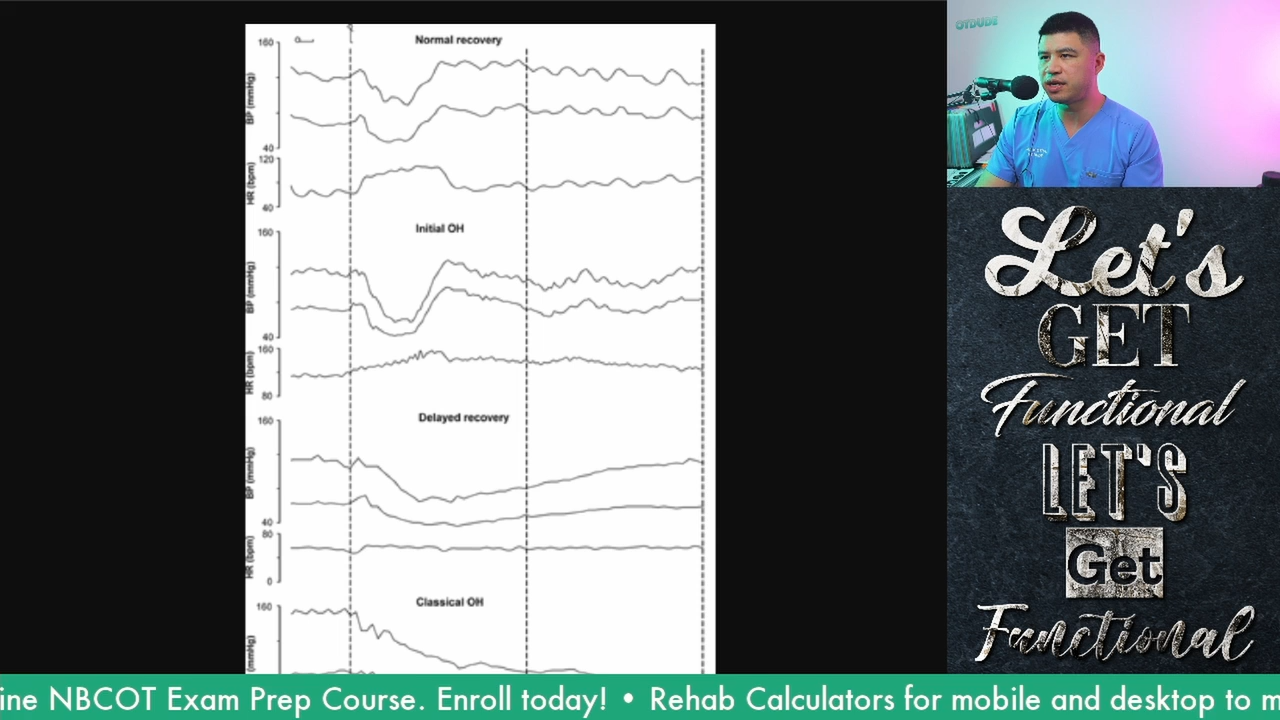 Normal recovery
160
BP (mmHg)
40
120
HR (bpm)
40
Initial OH
160
BP (mmHg)
40
160
HR (bpm)
80
Delayed recovery
160
BP (mmHg)
40
80
HR (bpm)
0
Classical OH
160
(mmHg)
OTDUDE
Let's
GET
Functional
LET'S
Get
Functional
ine NBCOT Exam Prep Course. Enroll today! • Rehab Calculators for mobile and desktop to m